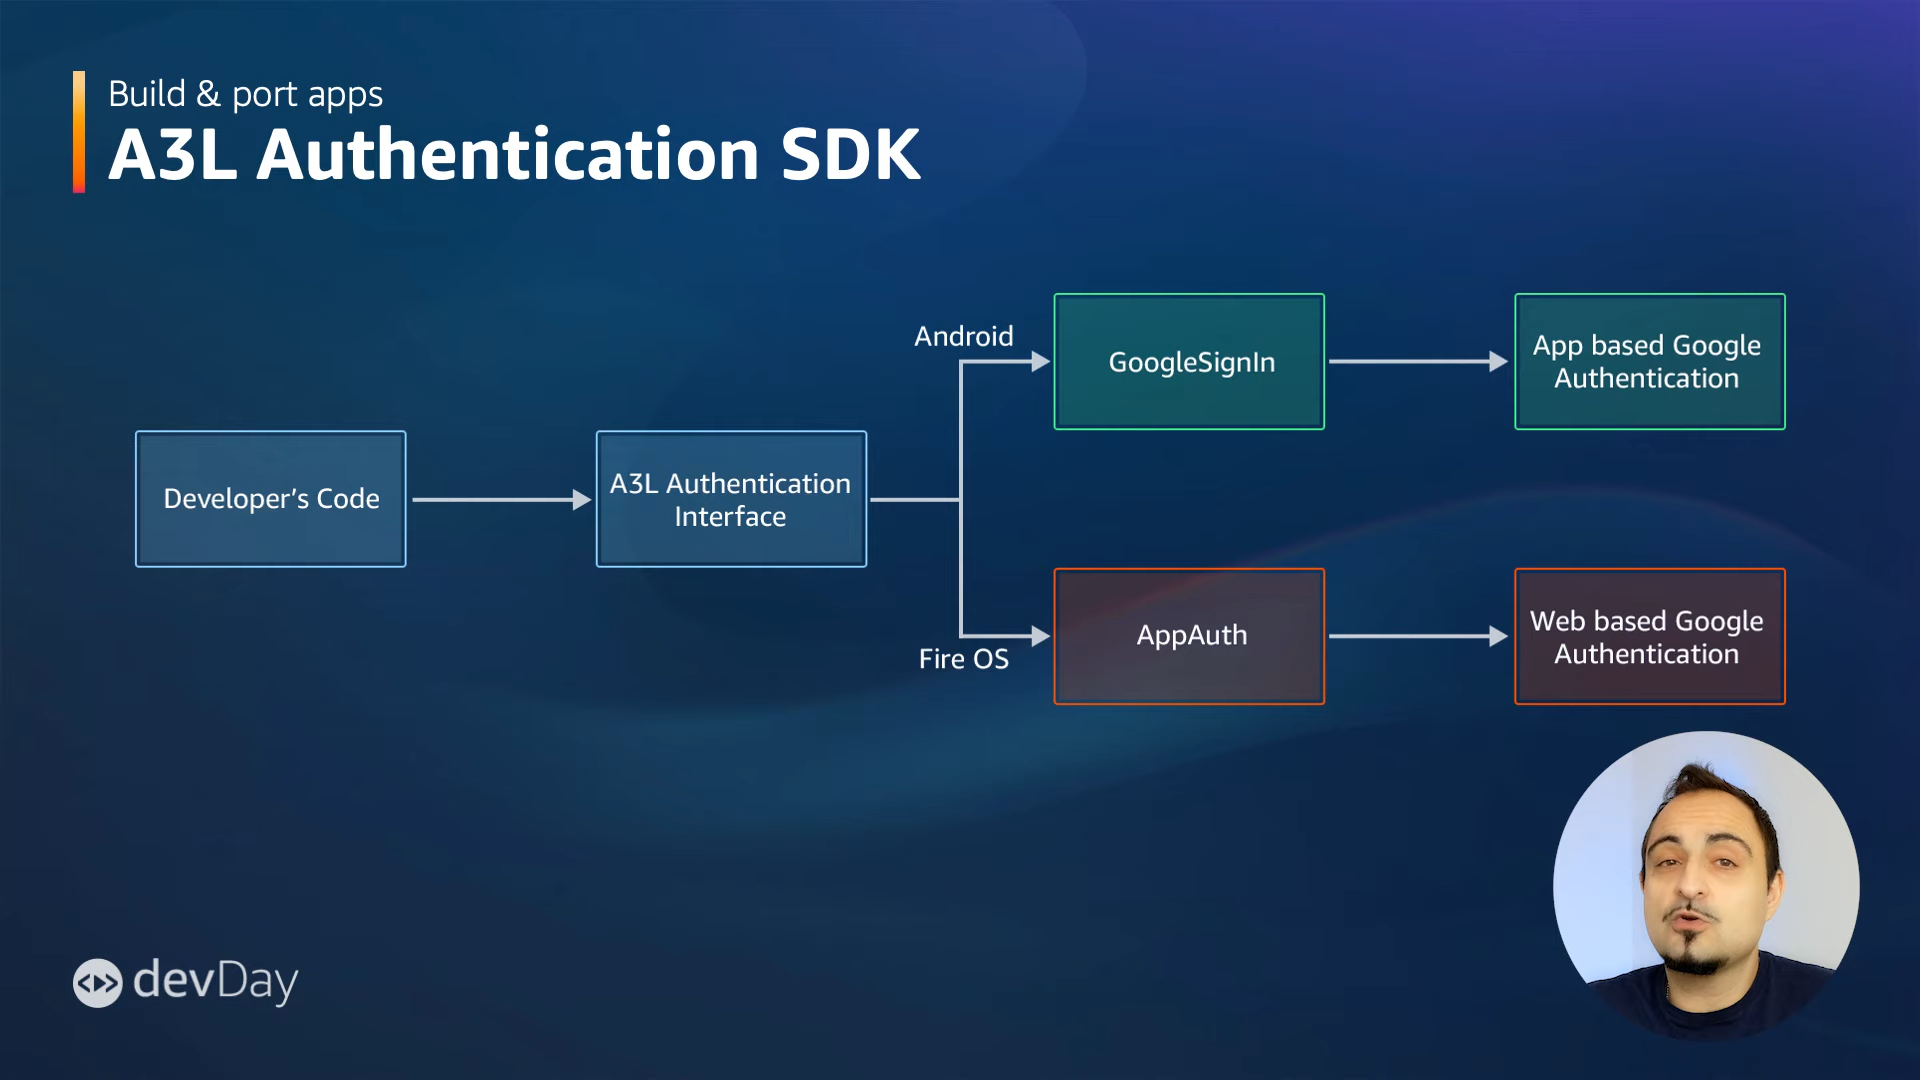 Build & port apps
A3L Authentication SDK
Developer’s Code
A3L Authentication
Interface
Android
GoogleSignIn
App based Google
Authentication
Fire OS
AppAuth
Web based Google
Authentication
devDay